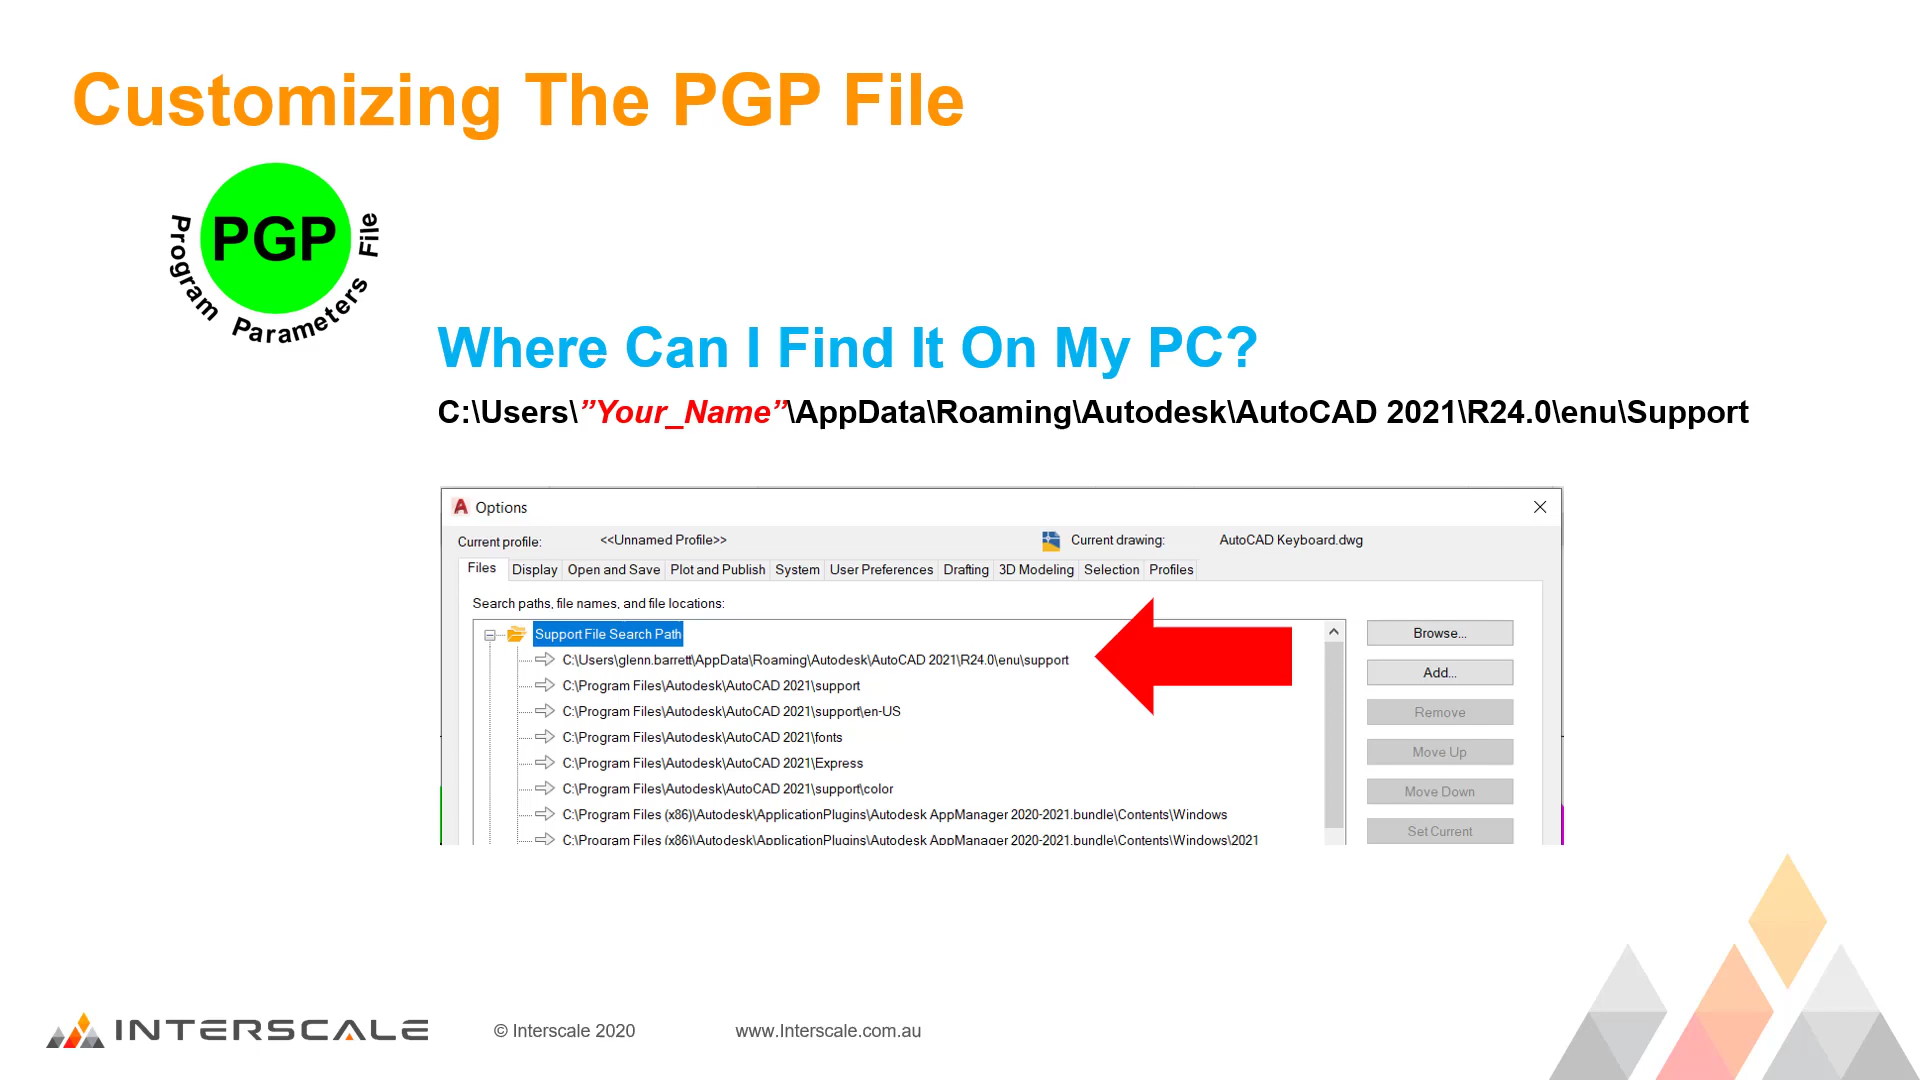 Customizing The PGP File
PGP
Program Parameters File
Where Can I Find It On My PC?
C:\Users\”Your_Name”\AppData\Roaming\Autodesk\AutoCAD 2021\R24.0\enu\Support
Options
Current profile: <<Unnamed Profile>> Current drawing: AutoCAD Keyboard.dwg
Files Display Open and Save Plot and Publish System User Preferences Drafting 3D Modeling Selection Profiles
Search paths, file names, and file locations:
Support File Search Path
C:\Users\glenn.barrett\AppData\Roaming\Autodesk\AutoCAD 2021\R24.0\enu\support
C:\Program Files\Autodesk\AutoCAD 2021\support
C:\Program Files\Autodesk\AutoCAD 2021\support\en-US
C:\Program Files\Autodesk\AutoCAD 2021\fonts
C:\Program Files\Autodesk\AutoCAD 2021\Express
C:\Program Files\Autodesk\AutoCAD 2021\support\color
C:\Program Files (x86)\Autodesk\ApplicationPlugins\Autodesk AppManager 2020-2021.bundle\Contents\Windows
C:\Program Files (x86)\Autodesk\ApplicationPlugins\Autodesk AppManager 2020-2021.bundle\Contents\Windows\2021
Browse...
Add...
Remove
Move Up
Move Down
Set Current
INTERSCALE
© Interscale 2020
www.Interscale.com.au